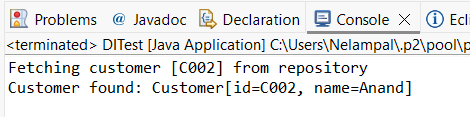 Problems @ Javadoc Declaration Console Ecli
<terminated> DITest [Java Application] C:\Users\Nelampal\.p2\pool\p
Fetching customer [C002] from repository
Customer found: Customer[id=C002, name=Anand]